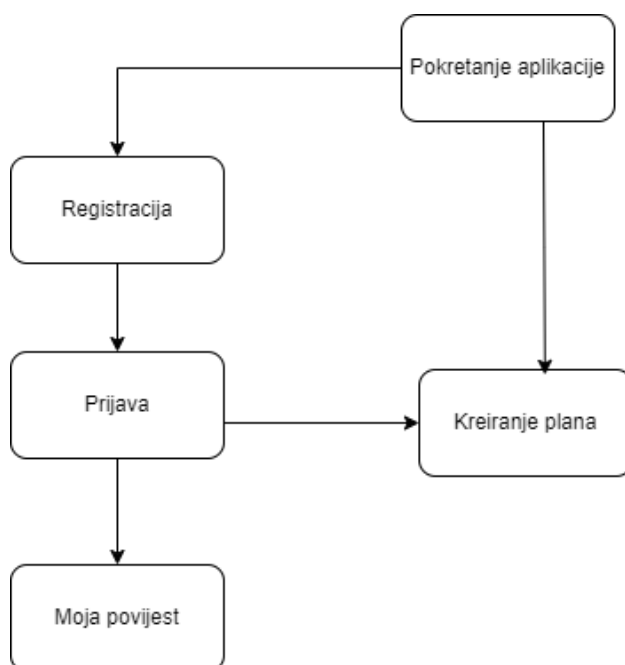 Pokretanje aplikacije
Registracija
Prijava
Kreiranje plana
Moja povijest